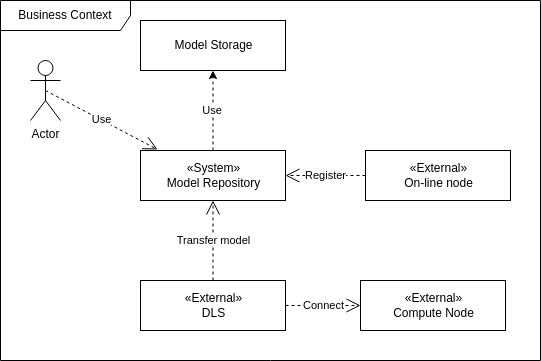 Business Context
Model Storage
Actor
Use
Use
«System»
Model Repository
Register
«External»
On-line node
Transfer model
«External»
DLS
Connect
«External»
Compute Node